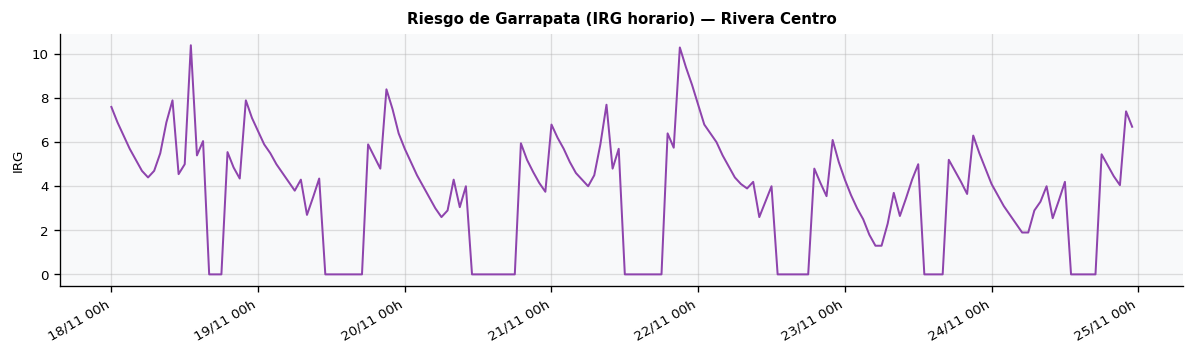 Riesgo de Garrapata (IRG horario) — Rivera Centro
IRG
10
8
6
4
2
0
18/11 00h
19/11 00h
20/11 00h
21/11 00h
22/11 00h
23/11 00h
24/11 00h
25/11 00h